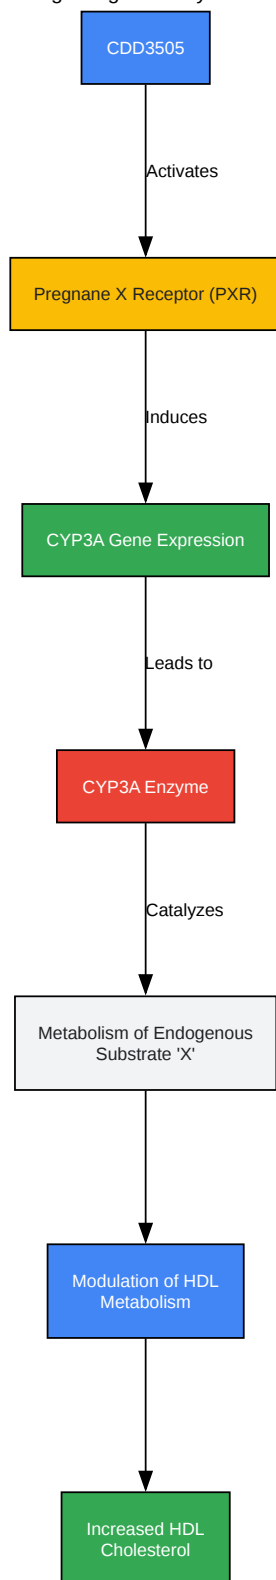 CDD3505
Activates
Pregnane X Receptor (PXR)
Induces
CYP3A Gene Expression
Leads to
CYP3A Enzyme
Catalyzes
Metabolism of Endogenous
Substrate 'X'
Modulation of HDL
Metabolism
Increased HDL
Cholesterol